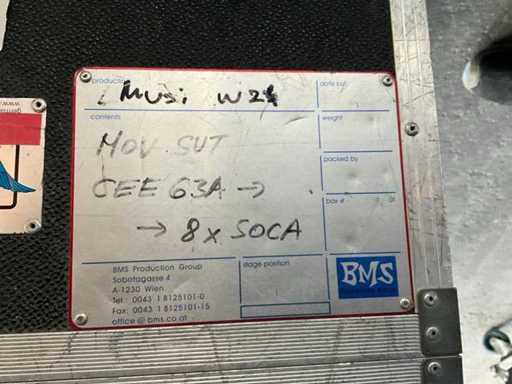 production
date out
Musi W24
contents
weight
MOV SUT
packed by
CEE 63A →
box #
of
→ 8 x SOCA
BMS Production Group
Sobotagasse 4
A-1230 Wien
Tel.: 0043 1 8125101-0
Fax: 0043 1 8125101-15
office@bms.co.at
stage position
BMS